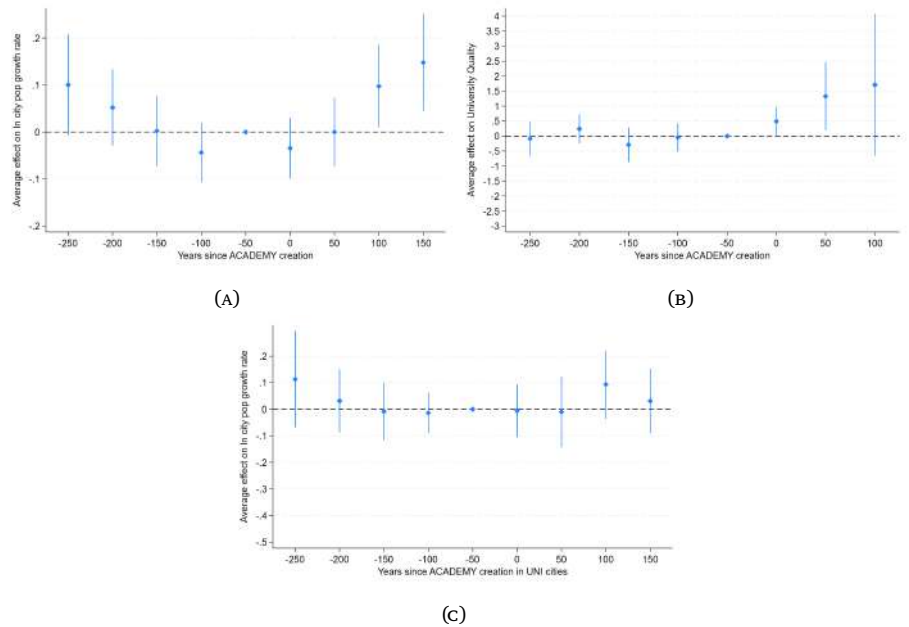 Average effect on ln city pop growth rate
.2
.1
0
-.1
-.2
-250 -200 -150 -100 -50 0 50 100 150
Years since ACADEMY creation
(A)
Average effect on University Quality
4
3.5
3
2.5
2
1.5
1
.5
0
-.5
-1
-1.5
-2
-2.5
-3
-250 -200 -150 -100 -50 0 50 100
Years since ACADEMY creation
(B)
Average effect on ln city pop growth rate
.2
.1
0
-.1
-.2
-.3
-.4
-.5
-250 -200 -150 -100 -50 0 50 100 150
Years since ACADEMY creation in UNI cities
(C)